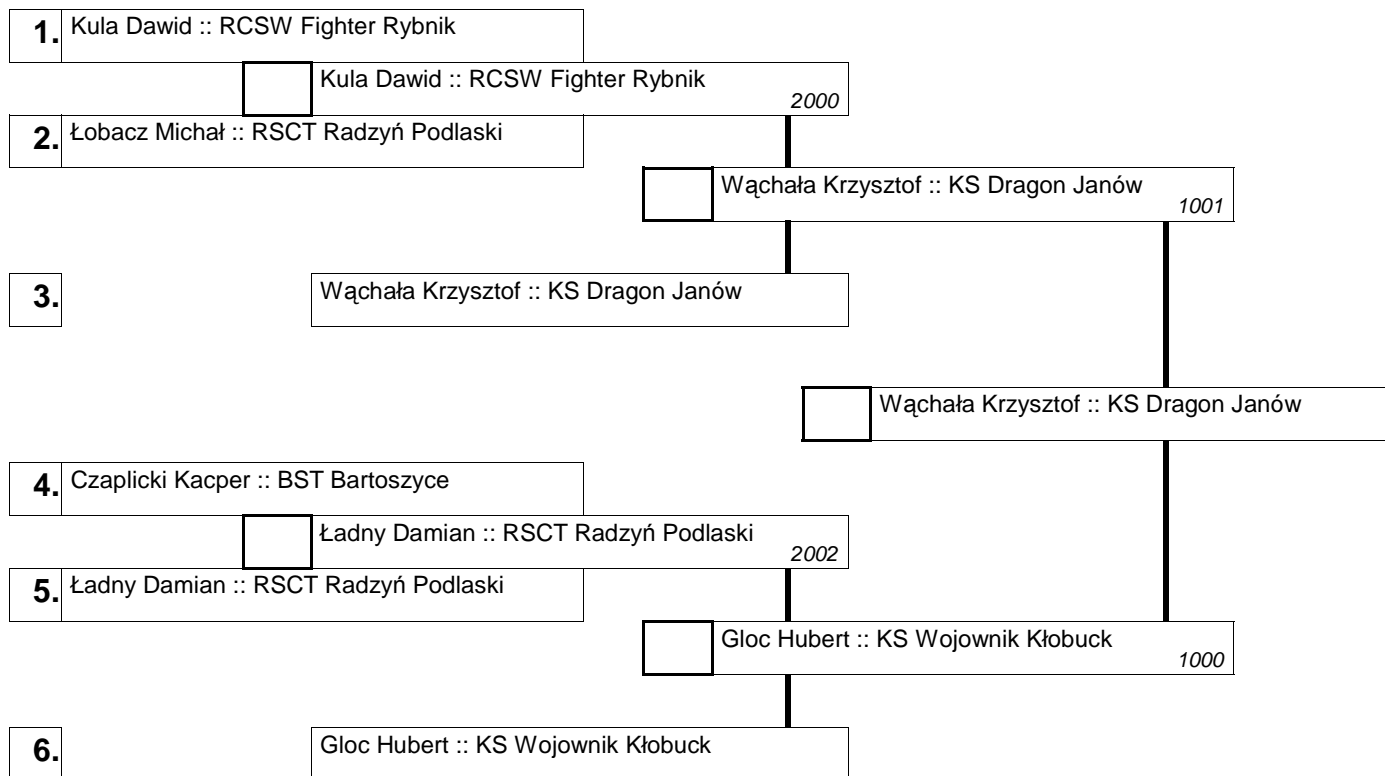 1. Kula Dawid :: RCSW Fighter Rybnik
Kula Dawid :: RCSW Fighter Rybnik
2000
2. Łobacz Michał :: RSCT Radzyń Podlaski
Wąchała Krzysztof :: KS Dragon Janów
1001
3. Wąchała Krzysztof :: KS Dragon Janów
Wąchała Krzysztof :: KS Dragon Janów
4. Czaplicki Kacper :: BST Bartoszyce
Ładny Damian :: RSCT Radzyń Podlaski
2002
5. Ładny Damian :: RSCT Radzyń Podlaski
Gloc Hubert :: KS Wojownik Kłobuck
1000
6. Gloc Hubert :: KS Wojownik Kłobuck